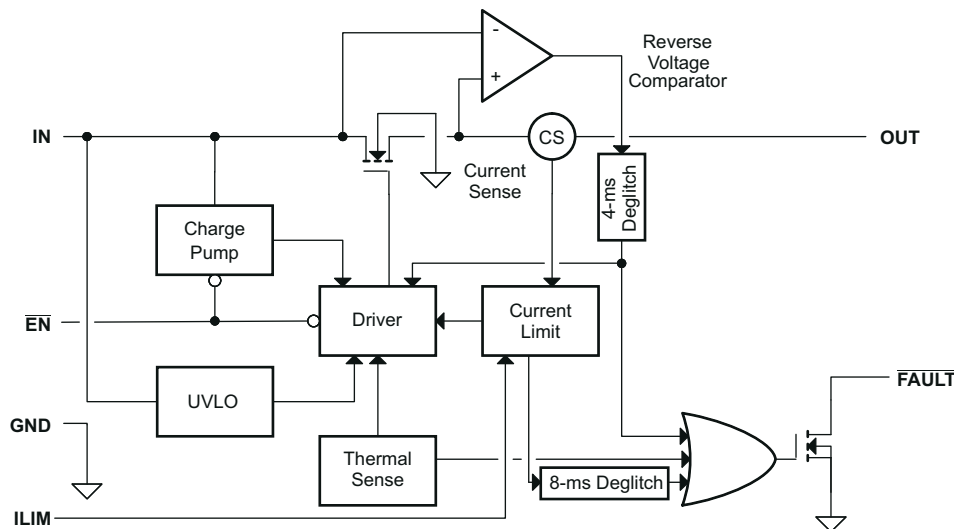 Reverse
Voltage
Comparator
-
+
IN
CS
OUT
Current
Sense
4-ms
Deglitch
Charge
Pump
EN
Driver
Current
Limit
UVLO
FAULT
GND
Thermal
Sense
8-ms Deglitch
ILIM